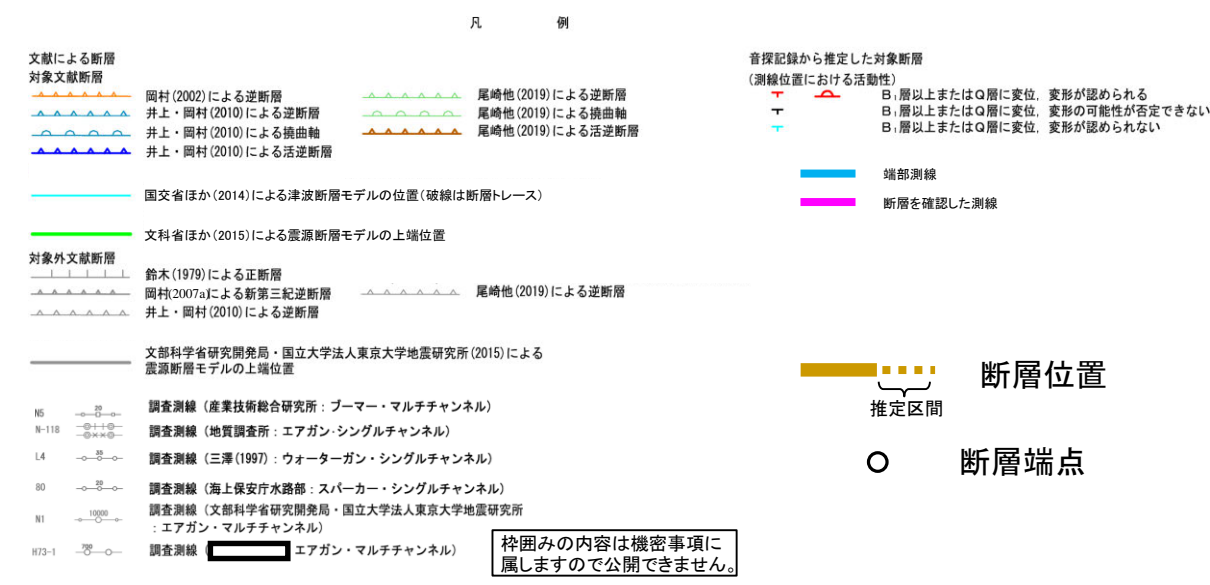 凡　例
文献による断層
対象文献断層
岡村(2002)による逆断層
井上・岡村(2010)による逆断層
井上・岡村(2010)による撓曲軸
井上・岡村(2010)による活逆断層
尾崎他(2019)による逆断層
尾崎他(2019)による撓曲軸
尾崎他(2019)による活逆断層
国交省ほか(2014)による津波断層モデルの位置(破線は断層トレース)
文科省ほか(2015)による震源断層モデルの上端位置
対象外文献断層
鈴木(1979)による正断層
岡村(2007a)による新第三紀逆断層
井上・岡村(2010)による逆断層
尾崎他(2019)による逆断層
文部科学省研究開発局・国立大学法人東京大学地震研究所(2015)による
震源断層モデルの上端位置
N5 20 調査測線（産業技術総合研究所：ブーマー・マルチチャンネル）
N-118 調査測線（地質調査所：エアガン・シングルチャンネル）
L4 35 調査測線（三澤(1997)：ウォーターガン・シングルチャンネル）
80 20 調査測線（海上保安庁水路部：スパーカー・シングルチャンネル）
N1 10000 調査測線（文部科学省研究開発局・国立大学法人東京大学地震研究所
：エアガン・マルチチャンネル）
H73-1 700 調査測線（ エアガン・マルチチャンネル）
枠囲みの内容は機密事項に
属しますので公開できません。
音探記録から推定した対象断層
(測線位置における活動性)
B₁層以上またはQ層に変位，変形が認められる
B₁層以上またはQ層に変位，変形の可能性が否定できない
B₁層以上またはQ層に変位，変形が認められない
端部測線
断層を確認した測線
断層位置
推定区間
断層端点